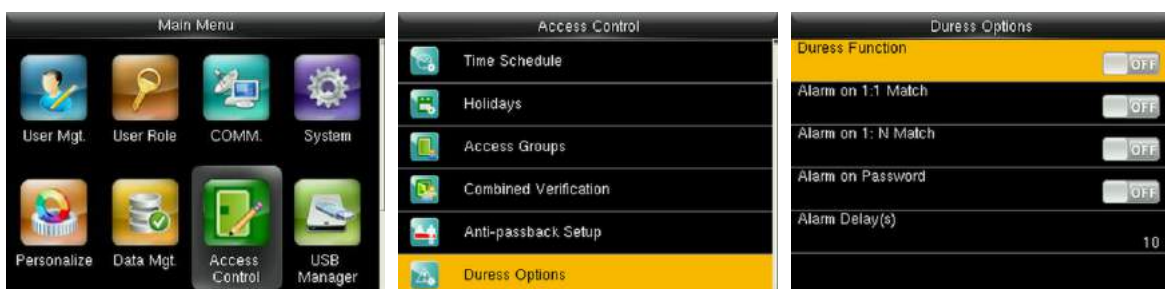 Main Menu
User Mgt.
User Role
COMM.
System
Personalize
Data Mgt.
Access
Control
USB
Manager
Access Control
Time Schedule
Holidays
Access Groups
Combined Verification
Anti-passback Setup
Duress Options
Duress Options
Duress Function
OFF
Alarm on 1:1 Match
OFF
Alarm on 1: N Match
OFF
Alarm on Password
OFF
Alarm Delay(s)
10